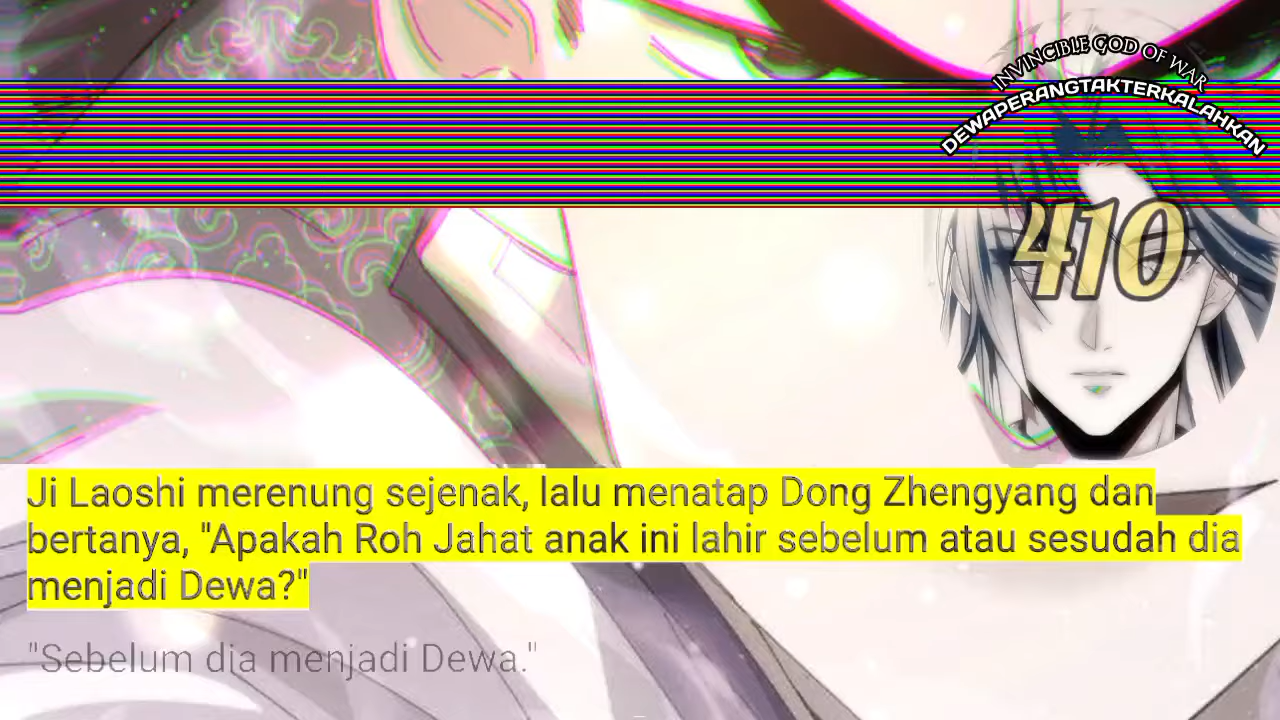 INVINCIBLE GOD OF WAR
DEWAPERANGTAKTERKALAHKAN
410
Ji Laoshi merenung sejenak, lalu menatap Dong Zhengyang dan
bertanya, "Apakah Roh Jahat anak ini lahir sebelum atau sesudah dia
menjadi Dewa?"
"Sebelum dia menjadi Dewa."